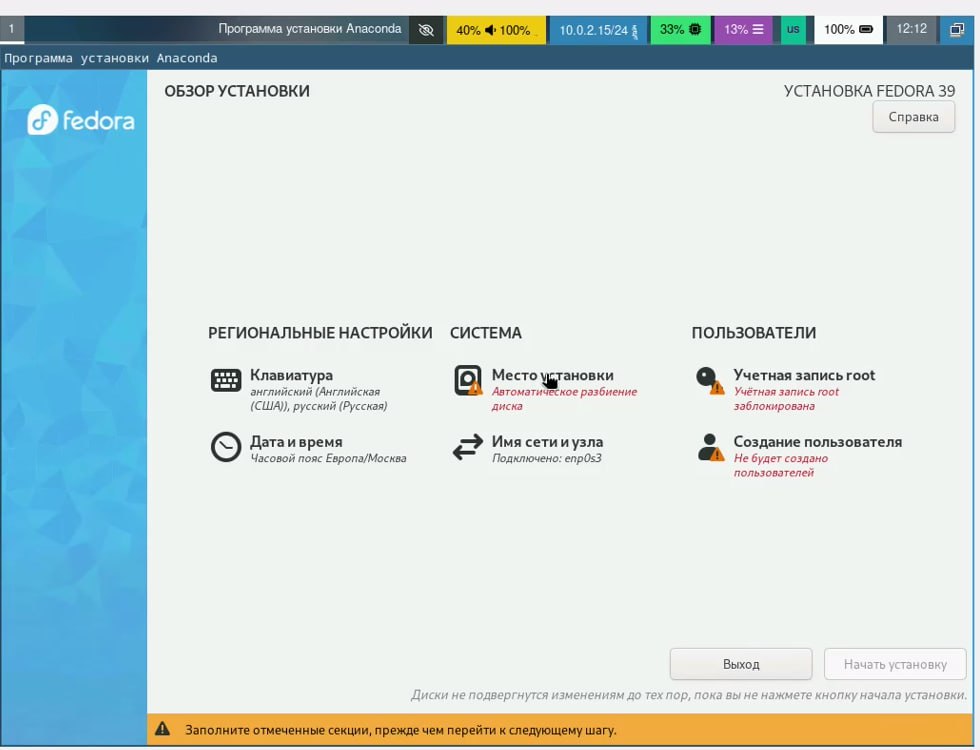 1 Программа установки Anaconda 40% 100% 10.0.2.15/24 33% 13% us 100% 12:12
Программа установки Anaconda
fedora
ОБЗОР УСТАНОВКИ
УСТАНОВКА FEDORA 39
Справка
РЕГИОНАЛЬНЫЕ НАСТРОЙКИ
Клавиатура
английский (Английская
(США)), русский (Русская)
Дата и время
Часовой пояс Европа/Москва
СИСТЕМА
Место установки
Автоматическое разбиение
диска
Имя сети и узла
Подключено: enp0s3
ПОЛЬЗОВАТЕЛИ
Учетная запись root
Учётная запись root
заблокирована
Создание пользователя
Не будет создано
пользователей
Выход
Начать установку
Диски не подвергнутся изменениям до тех пор, пока вы не нажмете кнопку начала установки.
Заполните отмеченные секции, прежде чем перейти к следующему шагу.